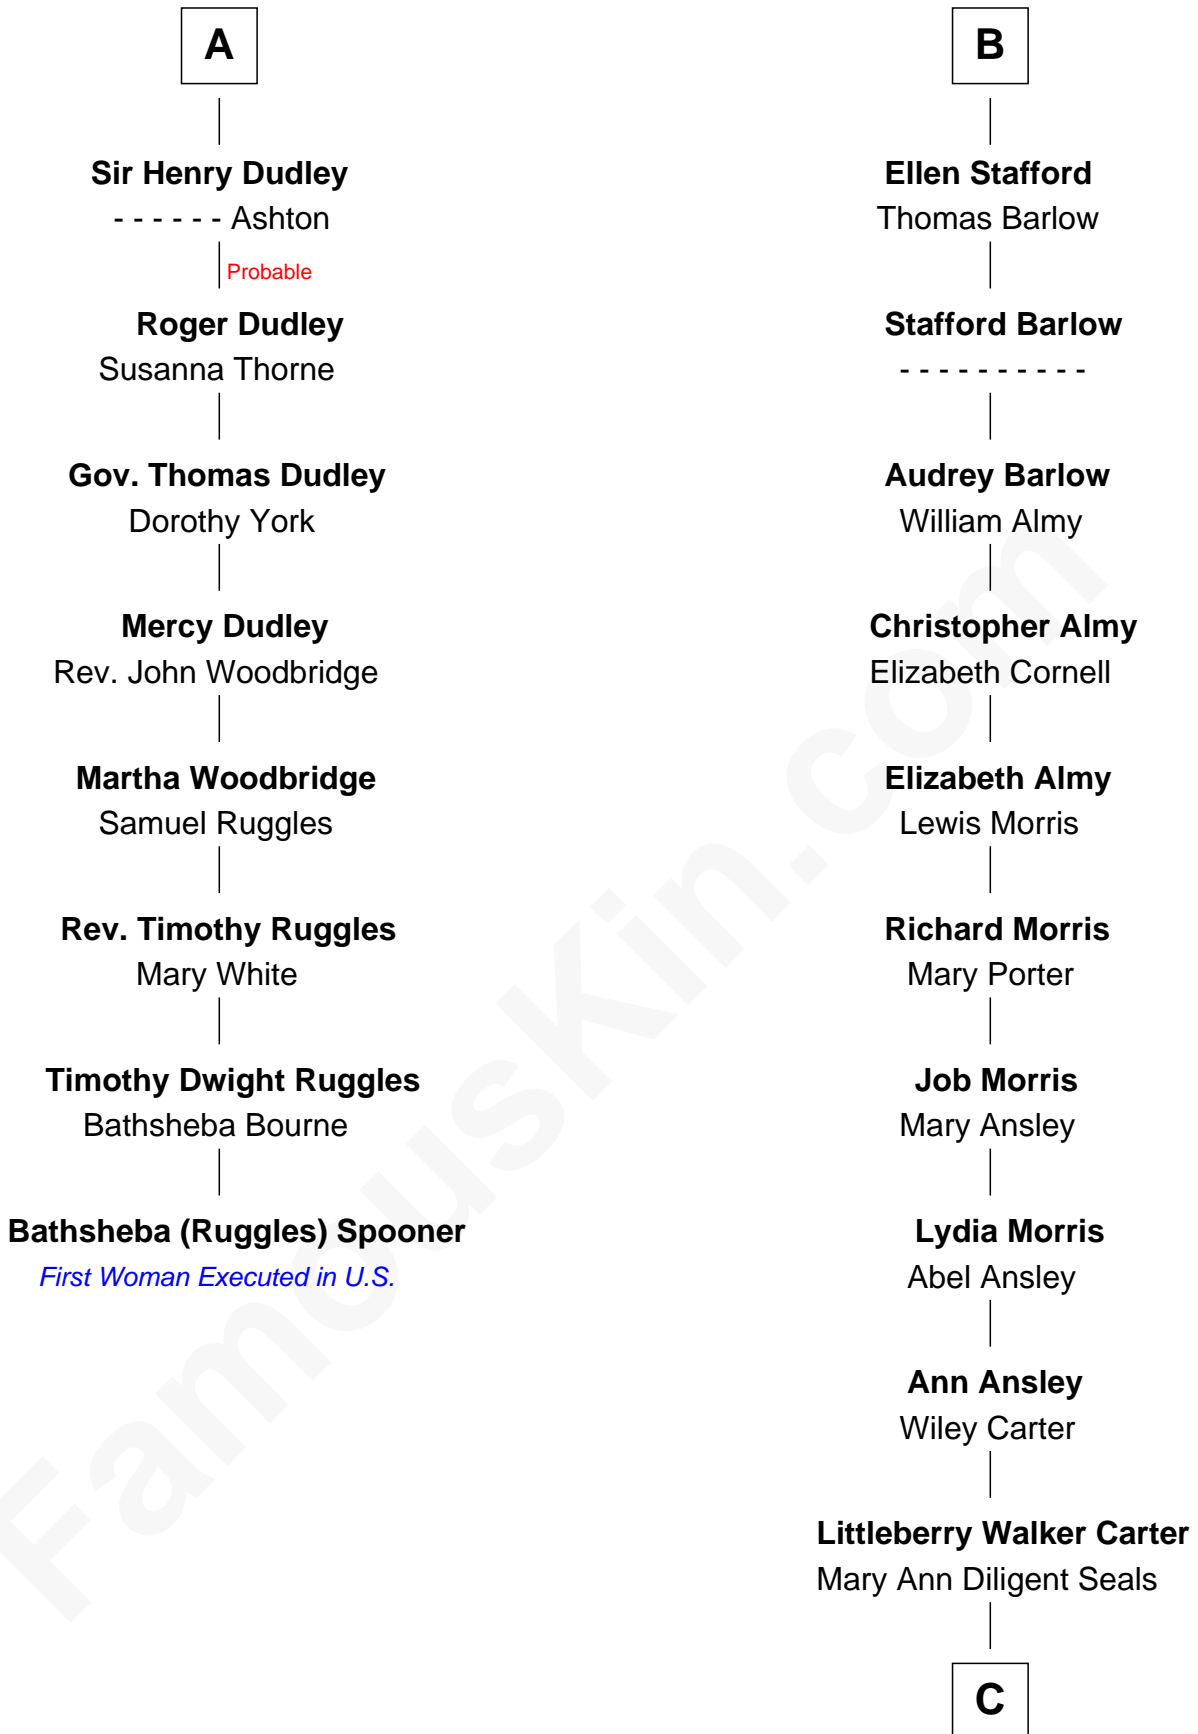 A
Sir Henry Dudley
- - - - - - Ashton
Probable
Roger Dudley
Susanna Thorne
Gov. Thomas Dudley
Dorothy York
Mercy Dudley
Rev. John Woodbridge
Martha Woodbridge
Samuel Ruggles
Rev. Timothy Ruggles
Mary White
Timothy Dwight Ruggles
Bathsheba Bourne
Bathsheba (Ruggles) Spooner
First Woman Executed in U.S.
B
Ellen Stafford
Thomas Barlow
Stafford Barlow
- - - - - - - - - -
Audrey Barlow
William Almy
Christopher Almy
Elizabeth Cornell
Elizabeth Almy
Lewis Morris
Richard Morris
Mary Porter
Job Morris
Mary Ansley
Lydia Morris
Abel Ansley
Ann Ansley
Wiley Carter
Littleberry Walker Carter
Mary Ann Diligent Seals
C
FamousKin.com